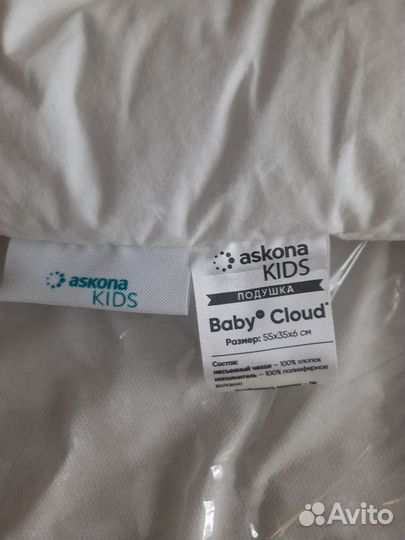 askona
KIDS
askona
KIDS
ПОДУШКА
Baby Cloud
Размер: 55x35x6 см
Состав:
несъемный чехол – 100% хлопок
наполнитель – 100% полиэфирное
волокно
Avito